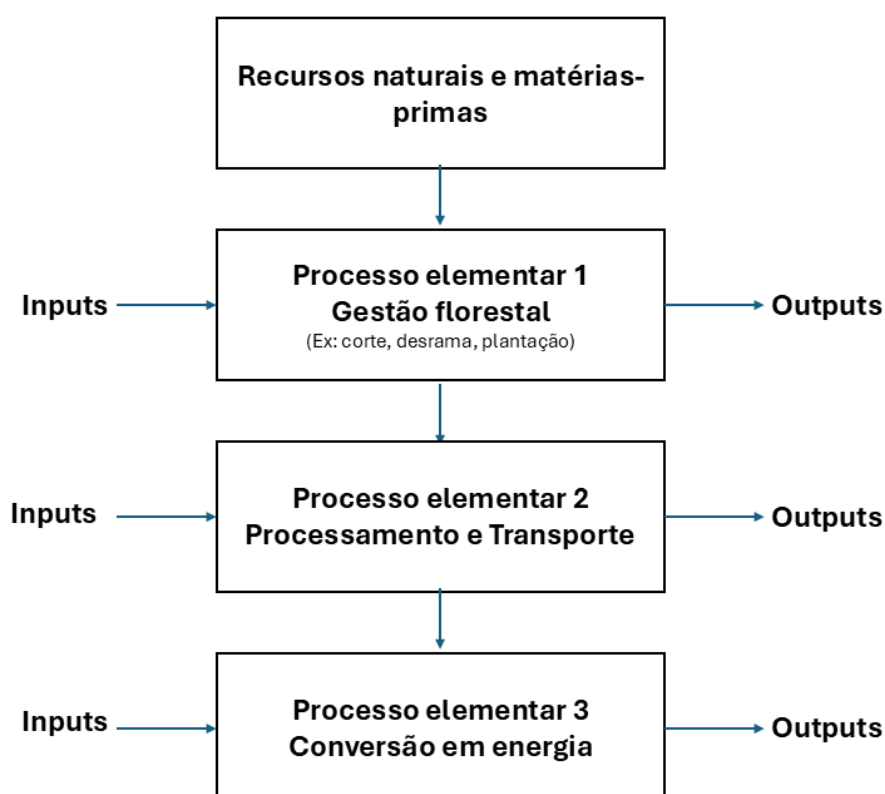 Recursos naturais e matérias-
primas
Processo elementar 1
Gestão florestal
(Ex: corte, desrama, plantação)
Inputs
Outputs
Processo elementar 2
Processamento e Transporte
Inputs
Outputs
Processo elementar 3
Conversão em energia
Inputs
Outputs